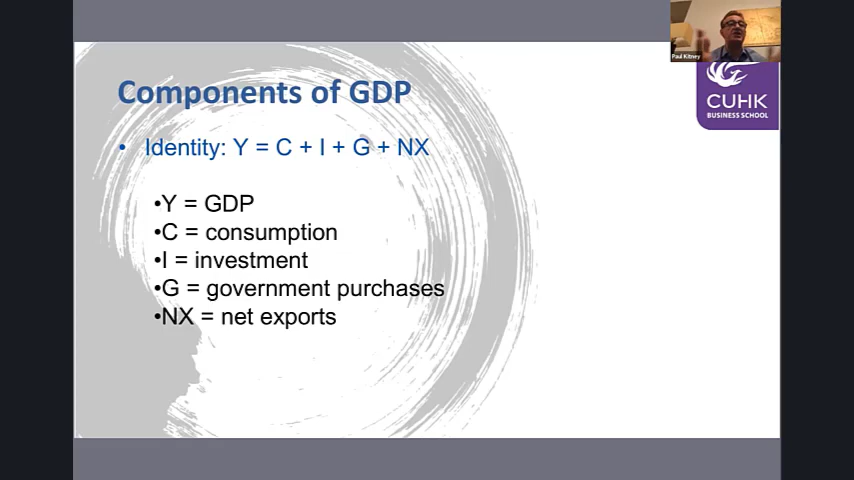 Paul Kitney
CUHK
BUSINESS SCHOOL
Components of GDP
• Identity: Y = C + I + G + NX
•Y = GDP
•C = consumption
•I = investment
•G = government purchases
•NX = net exports